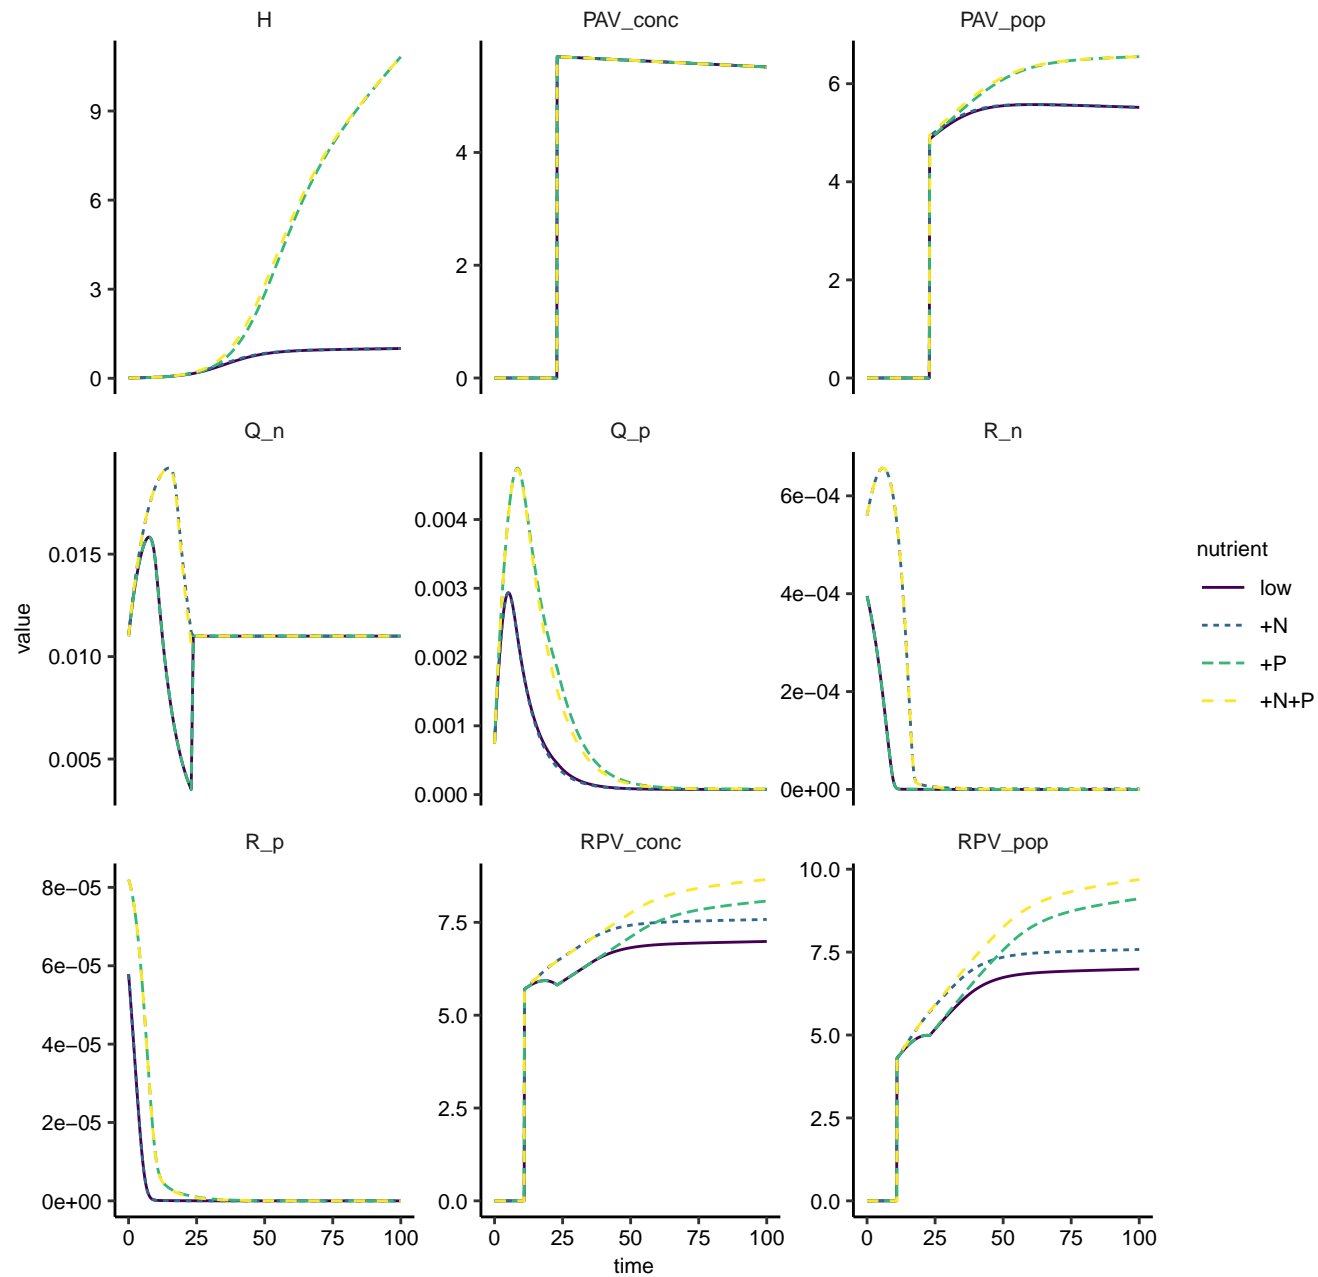 H
PAV_conc
PAV_pop
9
6
3
0
4
2
0
6
4
2
0
Q_n
Q_p
R_n
0.015
0.010
0.005
0.004
0.003
0.002
0.001
0.000
6e−04
4e−04
2e−04
0e+00
R_p
RPV_conc
RPV_pop
8e−05
6e−05
4e−05
2e−05
0e+00
7.5
5.0
2.5
0.0
10.0
7.5
5.0
2.5
0.0
0 25 50 75 100
0 25 50 75 100
0 25 50 75 100
time
value
nutrient
low
+N
+P
+N+P